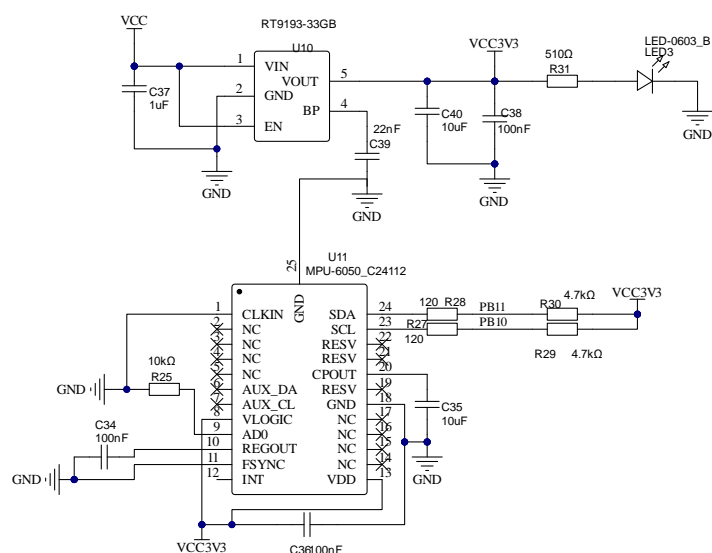 RT9193-33GB
VCC
U10
LED-0603_B
LED3
VCC3V3
510Ω
R31
1
VIN
VOUT
5
C37
1uF
2
GND
BP
4
3
EN
22nF
C39
C40
10uF
C38
100nF
GND
GND
GND
GND
25
U11
MPU-6050_C24112
GND
1
CLKIN
SDA
24
120
R28
PB11
R30
4.7kΩ
VCC3V3
2
NC
SCL
23
R27
120
PB10
R29
4.7kΩ
3
NC
RESV
22
4
NC
RESV
21
5
NC
CPOUT
20
10kΩ
R25
GND
6
AUX_DA
RESV
19
7
AUX_CL
GND
18
8
VLOGIC
NC
17
C35
10uF
9
AD0
NC
16
C34
100nF
10
REGOUT
NC
15
11
FSYNC
NC
14
12
INT
VDD
13
GND
GND
VCC3V3
C36
100nF